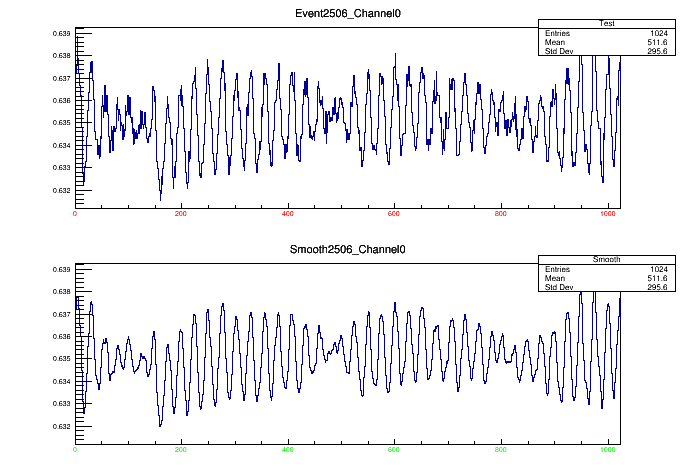 Event2506_Channel0
Test
Entries 1024
Mean 511.6
Std Dev 295.6
0.639
0.638
0.637
0.636
0.635
0.634
0.633
0.632
0 200 400 600 800 1000
Smooth2506_Channel0
Smooth
Entries 1024
Mean 511.6
Std Dev 295.6
0.639
0.638
0.637
0.636
0.635
0.634
0.633
0.632
0 200 400 600 800 1000